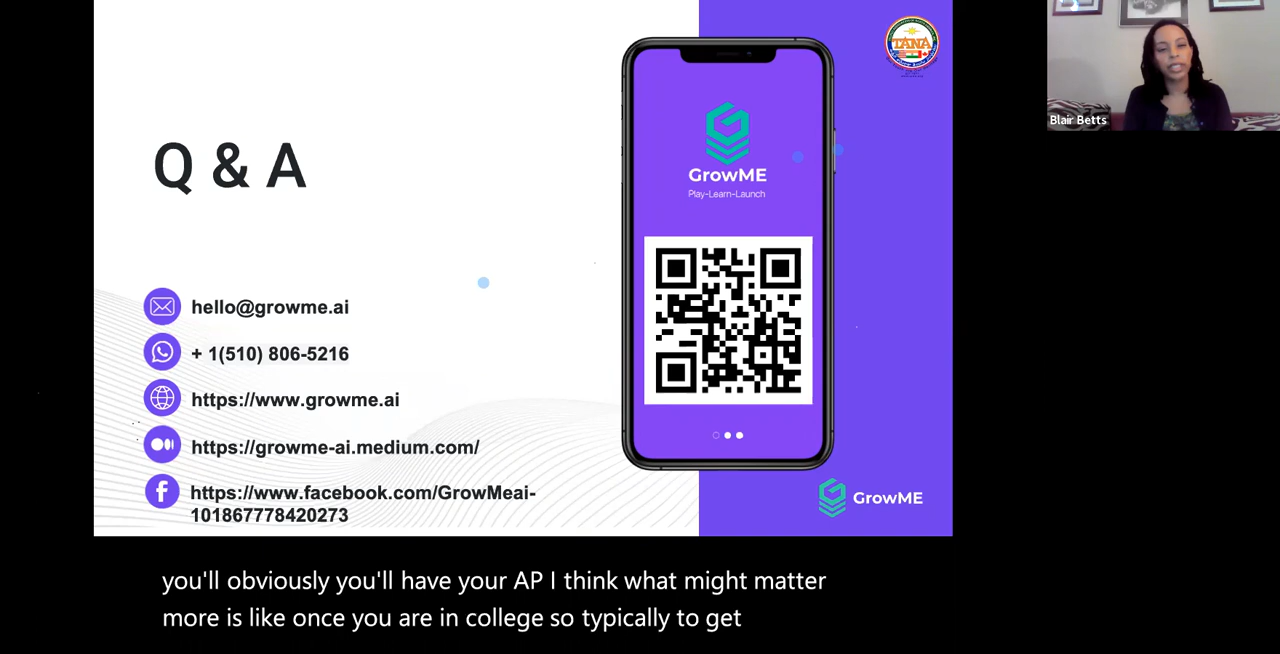 Q & A
hello@growme.ai
+ 1(510) 806-5216
https://www.growme.ai
https://growme-ai.medium.com/
https://www.facebook.com/GrowMeai-
101867778420273
GrowME
Play-Learn-Launch
TANA
GrowME
Blair Betts
you'll obviously you'll have your AP I think what might matter
more is like once you are in college so typically to get